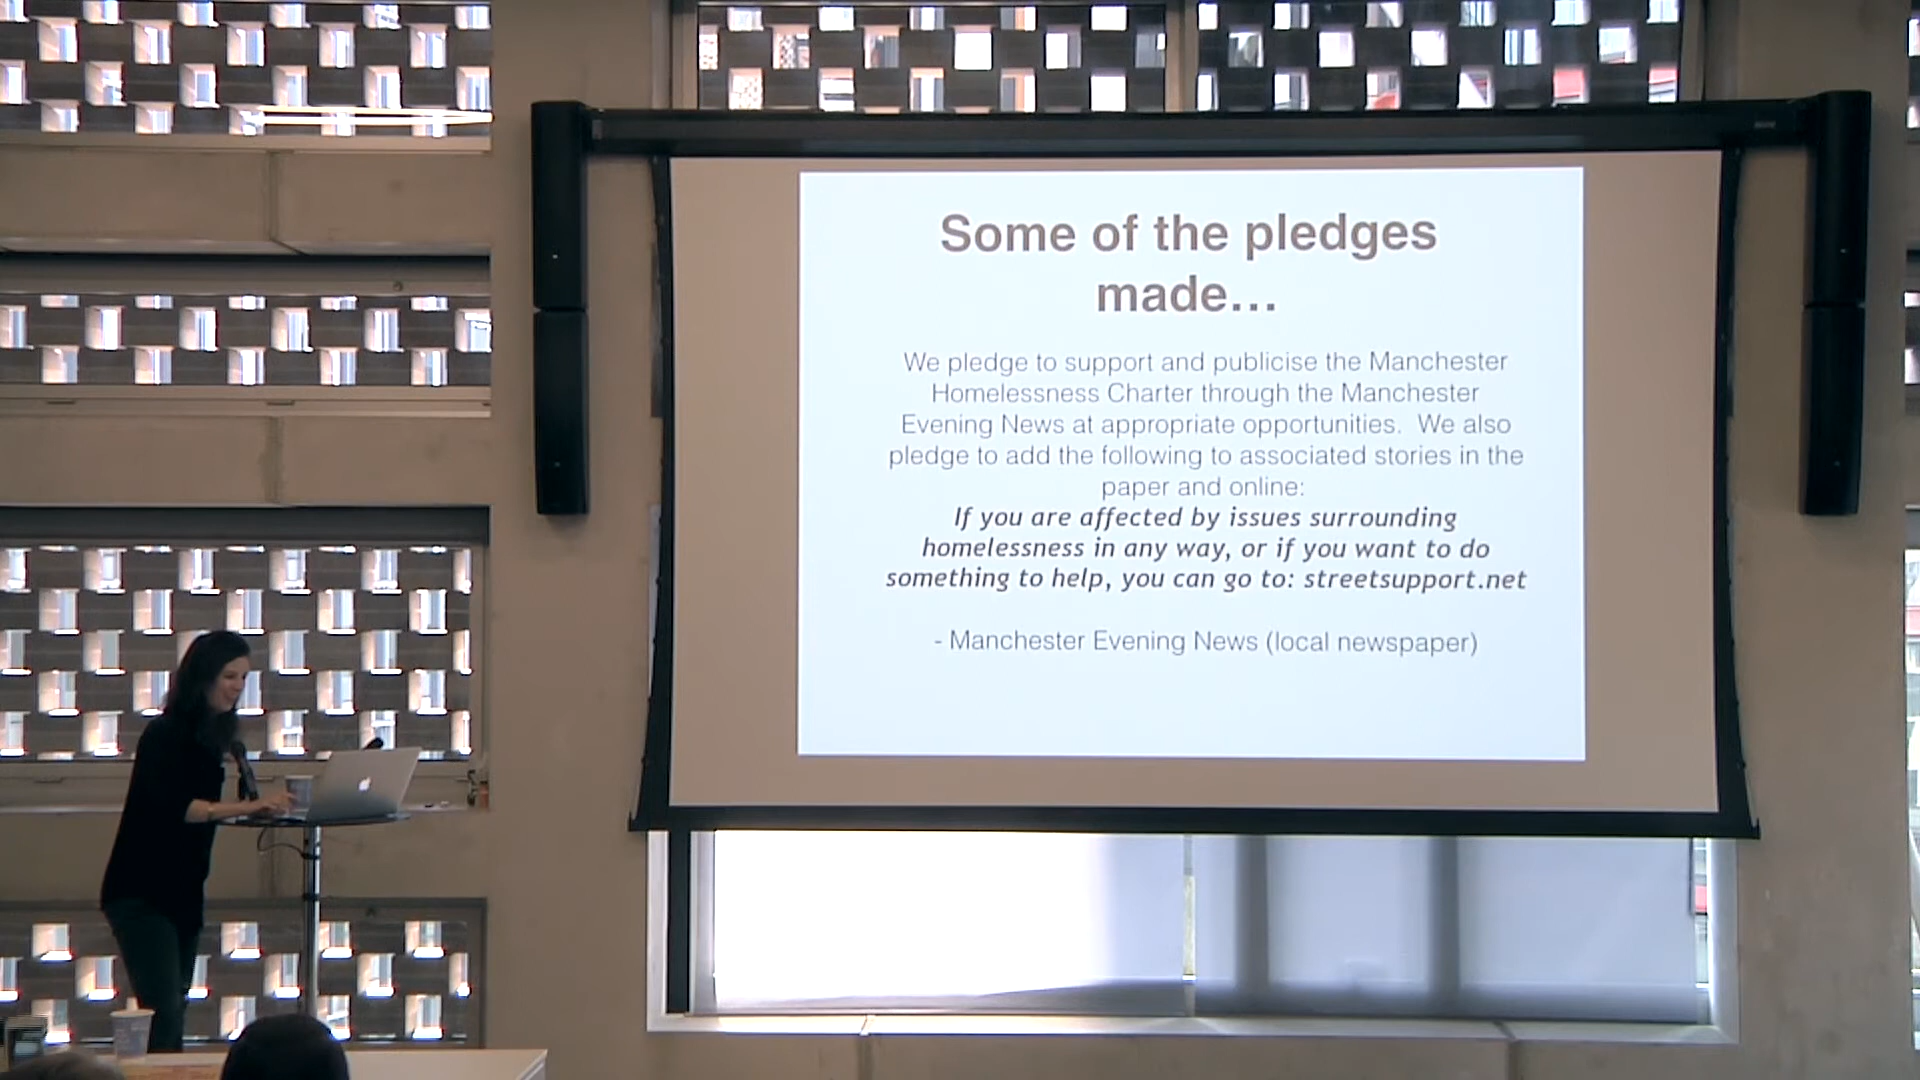 Some of the pledges
made...
We pledge to support and publicise the Manchester
Homelessness Charter through the Manchester
Evening News at appropriate opportunities. We also
pledge to add the following to associated stories in the
paper and online:
If you are affected by issues surrounding
homelessness in any way, or if you want to do
something to help, you can go to: streetsupport.net
- Manchester Evening News (local newspaper)